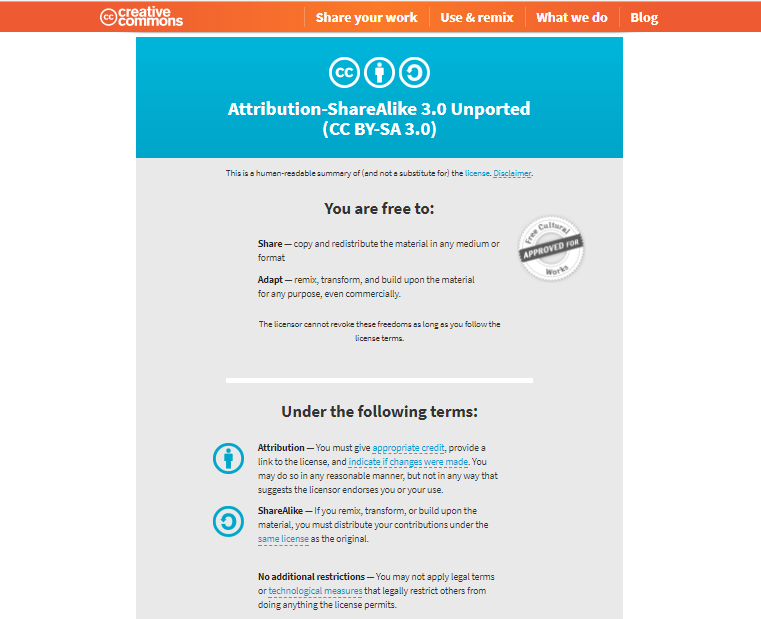 cc creative commons
Share your work
Use & remix
What we do
Blog
cc
Attribution-ShareAlike 3.0 Unported
(CC BY-SA 3.0)
This is a human-readable summary of (and not a substitute for) the license. Disclaimer.
You are free to:
Free Cultural
APPROVED FOR
Works
Share — copy and redistribute the material in any medium or
format
Adapt — remix, transform, and build upon the material
for any purpose, even commercially.
The licensor cannot revoke these freedoms as long as you follow the
license terms.
Under the following terms:
Attribution — You must give appropriate credit, provide a
link to the license, and indicate if changes were made. You
may do so in any reasonable manner, but not in any way that
suggests the licensor endorses you or your use.
ShareAlike — If you remix, transform, or build upon the
material, you must distribute your contributions under the
same license as the original.
No additional restrictions — You may not apply legal terms
or technological measures that legally restrict others from
doing anything the license permits.